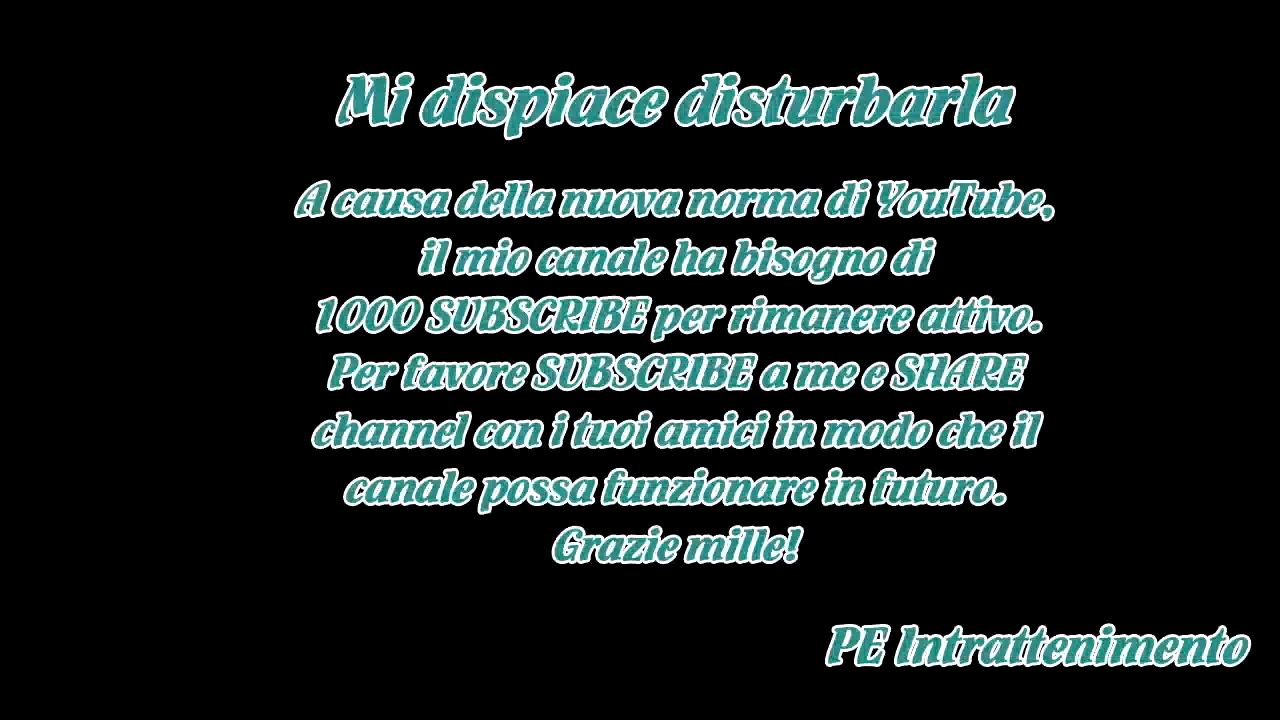 Mi dispiace disturbarla
A causa della nuova norma di YouTube,
il mio canale ha bisogno di
1000 SUBSCRIBE per rimanere attivo.
Per favore SUBSCRIBE a me e SHARE
channel con i tuoi amici in modo che il
canale possa funzionare in futuro.
Grazie mille!
PE Intrattenimento